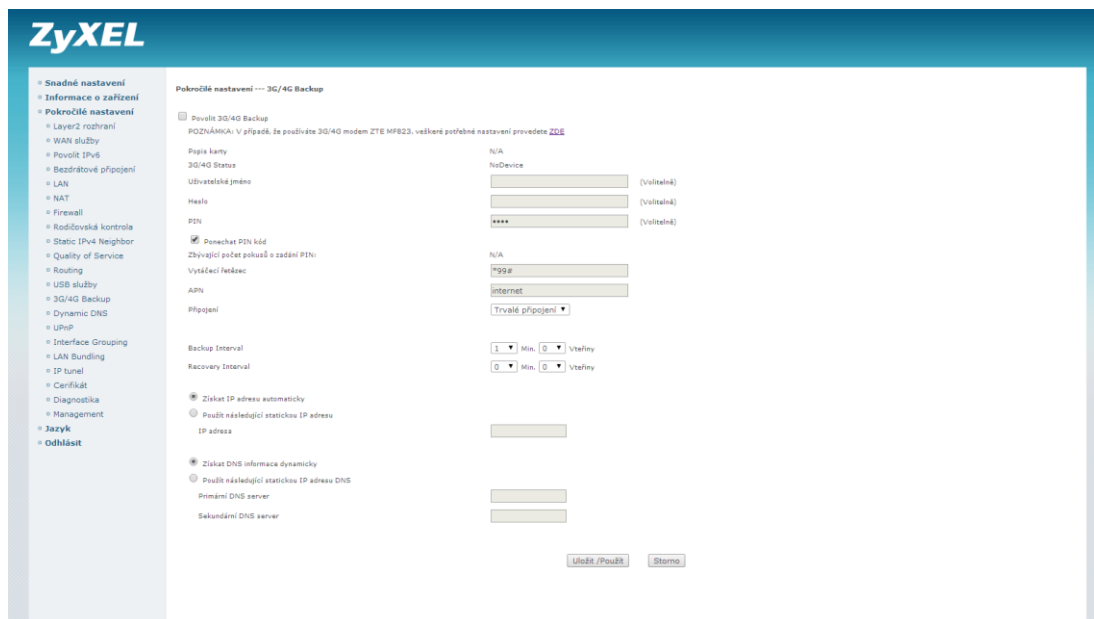 ZyXEL
Snadné nastavení
Informace o zařízení
Pokročilé nastavení
Layer2 rozhraní
WAN služby
Povolit IPv6
Bezdrátové připojení
LAN
NAT
Firewall
Rodičovská kontrola
Static IPv4 Neighbor
Quality of Service
Routing
USB služby
3G/4G Backup
Dynamic DNS
UPnP
Interface Grouping
LAN Bundling
IP tunel
Cerifikát
Diagnostika
Management
Jazyk
Odhlásit
Pokročilé nastavení --- 3G/4G Backup
Povolit 3G/4G Backup
POZNÁMKA: V případě, že používáte 3G/4G modem ZTE MF823, veškeré potřebné nastavení provedete ZDE
Popis karty N/A
3G/4G Status NoDevice
Uživatelské jméno (Volitelné)
Heslo (Volitelné)
PIN •••• (Volitelné)
Ponechat PIN kód
Zbývající počet pokusů o zadání PIN: N/A
Vytáčecí řetězec *99#
APN internet
Připojení Trvalé připojení
Backup Interval 1 Min. 0 Vteřiny
Recovery Interval 0 Min. 0 Vteřiny
Získat IP adresu automaticky
Použít následující statickou IP adresu
IP adresa
Získat DNS informace dynamicky
Použít následující statickou IP adresu DNS
Primární DNS server
Sekundární DNS server
Uložit /Použít Storno